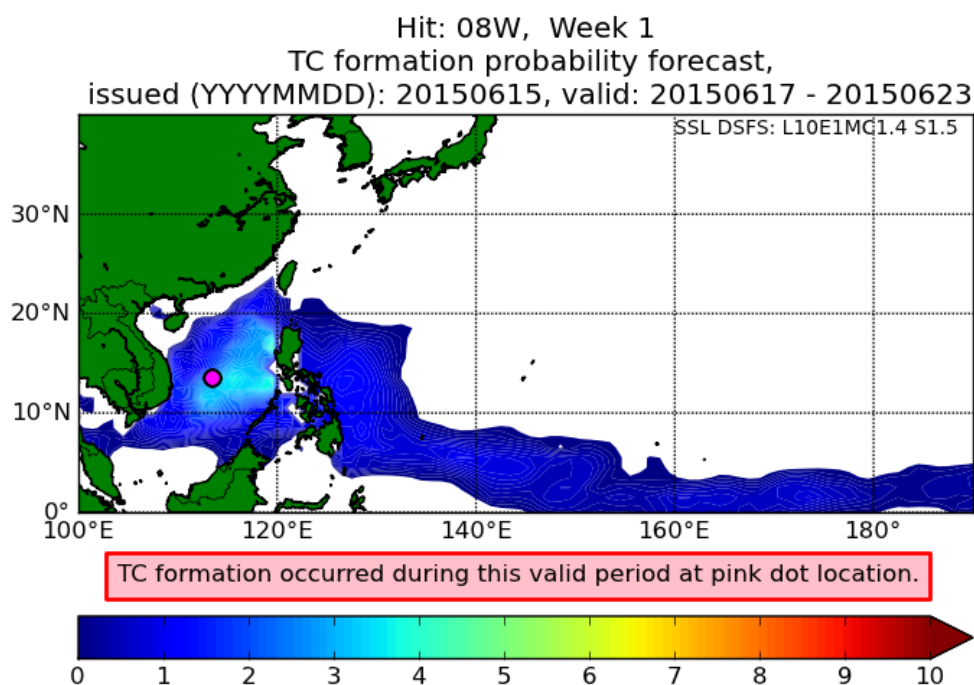 Hit: 08W,  Week 1
TC formation probability forecast,
issued (YYYYMMDD): 20150615, valid: 20150617 - 20150623
SSL DSFS: L10E1MC1.4 S1.5
30°N
20°N
10°N
0°
100°E 120°E 140°E 160°E 180°
TC formation occurred during this valid period at pink dot location.
0 1 2 3 4 5 6 7 8 9 10